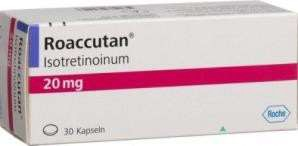 Roaccutan®
Isotretinoinum
20 mg
30 Kapseln
Roche